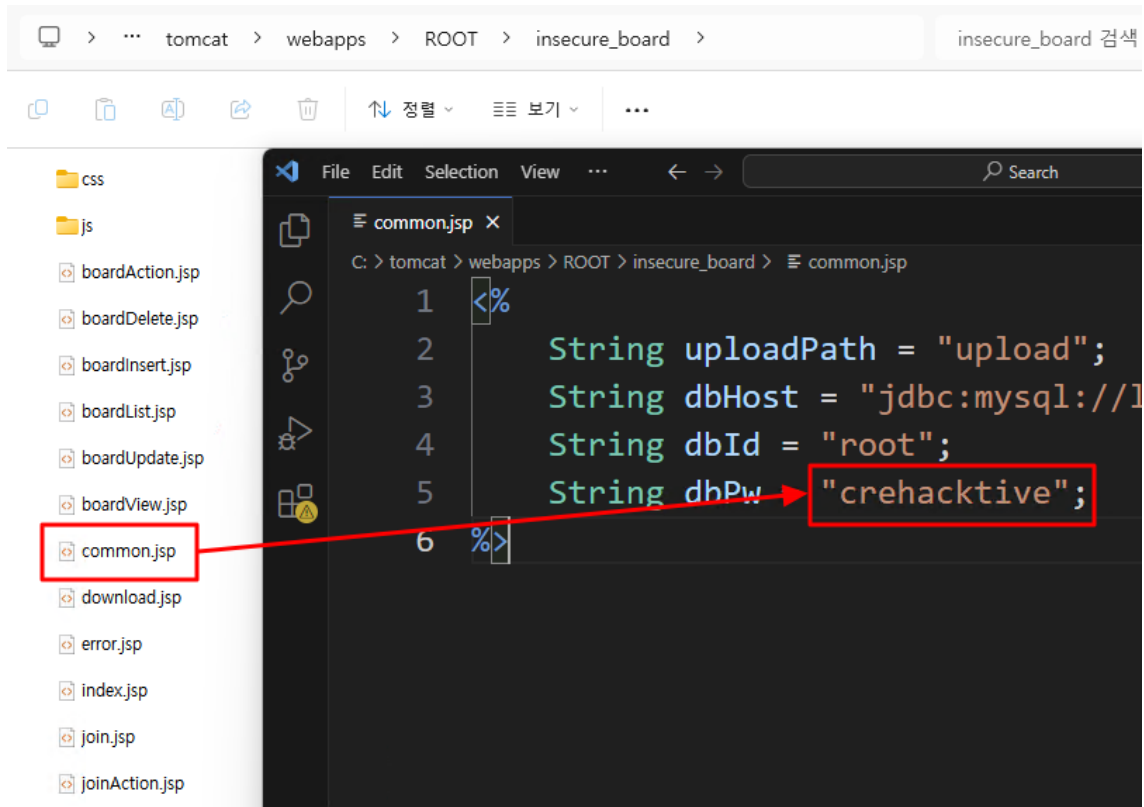 > ··· tomcat > webapps > ROOT > insecure_board >
insecure_board 검색
정렬 보기 ···
css
js
boardAction.jsp
boardDelete.jsp
boardInsert.jsp
boardList.jsp
boardUpdate.jsp
boardView.jsp
common.jsp
download.jsp
error.jsp
index.jsp
join.jsp
joinAction.jsp
File Edit Selection View ··· ← → Search
common.jsp ×
C: > tomcat > webapps > ROOT > insecure_board > common.jsp
1 <%
2 String uploadPath = "upload";
3 String dbHost = "jdbc:mysql://l
4 String dbId = "root";
5 String dbPw "crehacktive";
6 %>